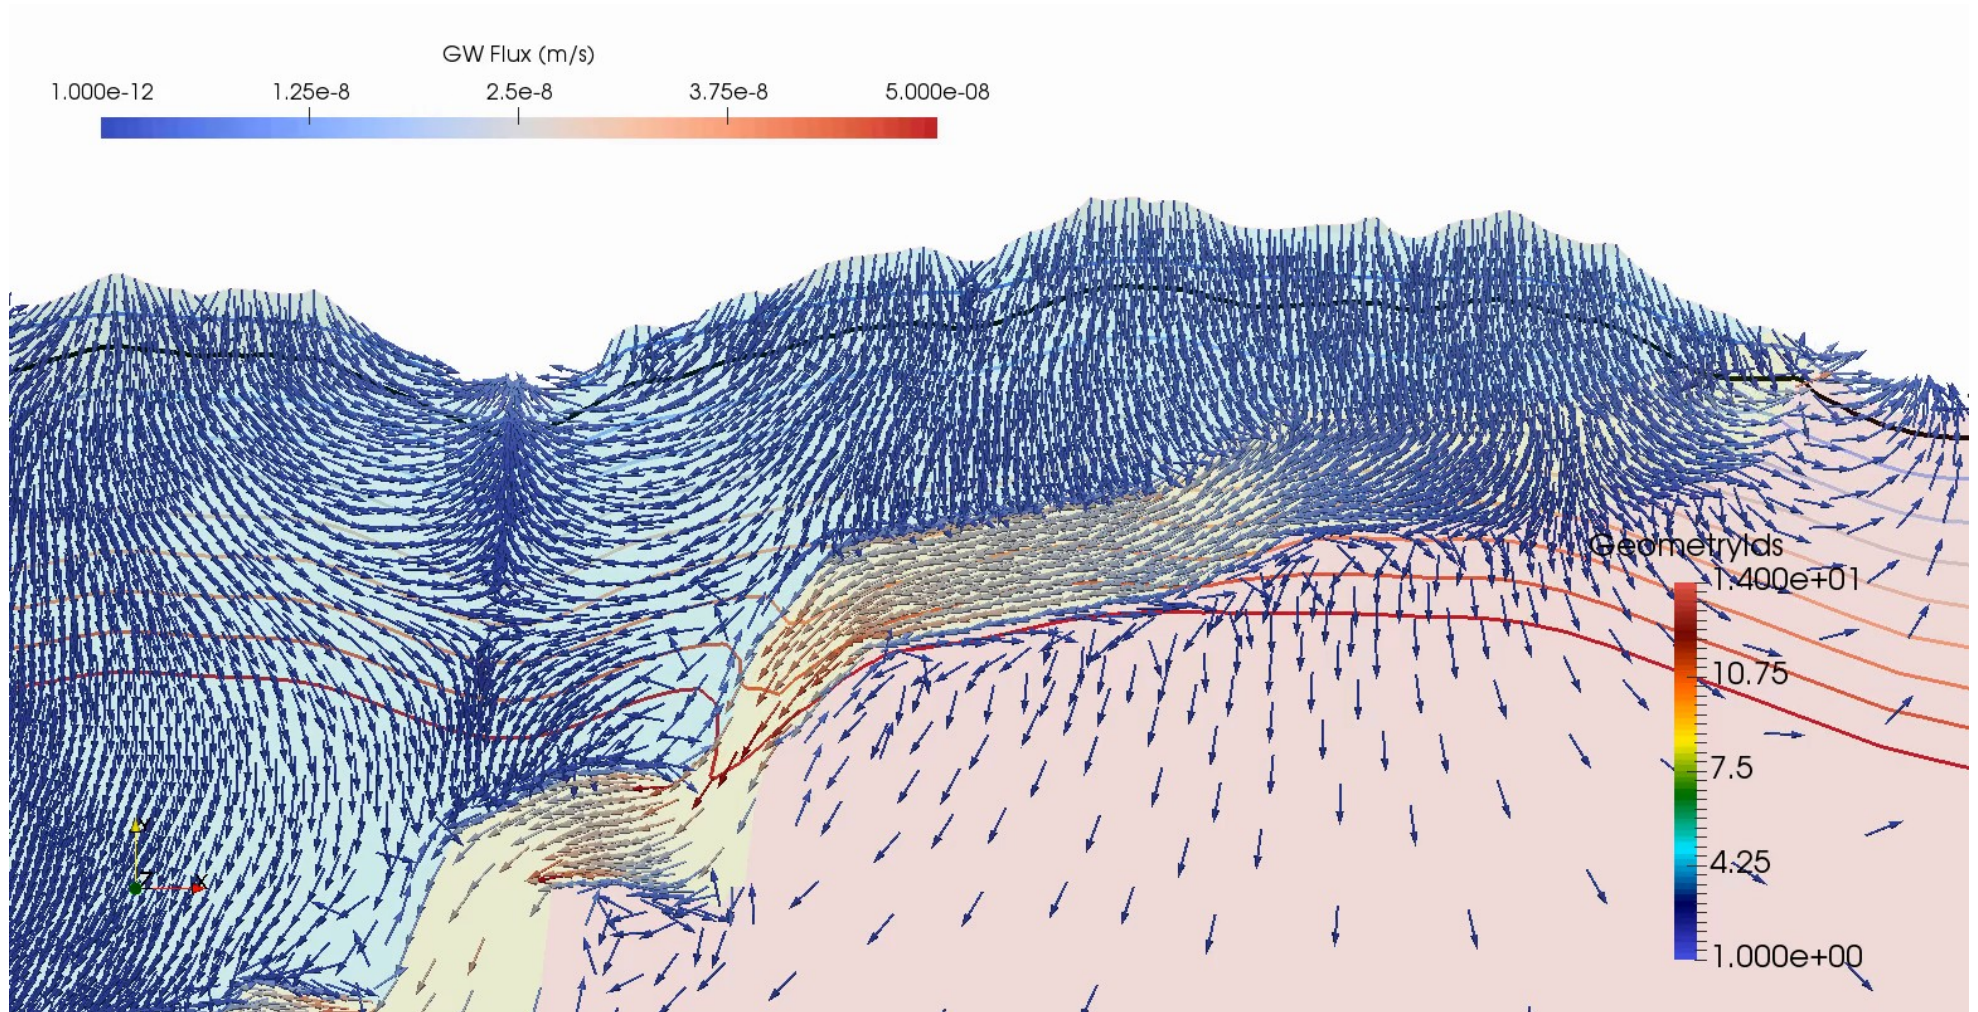 GW Flux (m/s)
1.000e-12 1.25e-8 2.5e-8 3.75e-8 5.000e-08
GeometryIds
1.400e+01
10.75
7.5
4.25
1.000e+00
Y
Z X